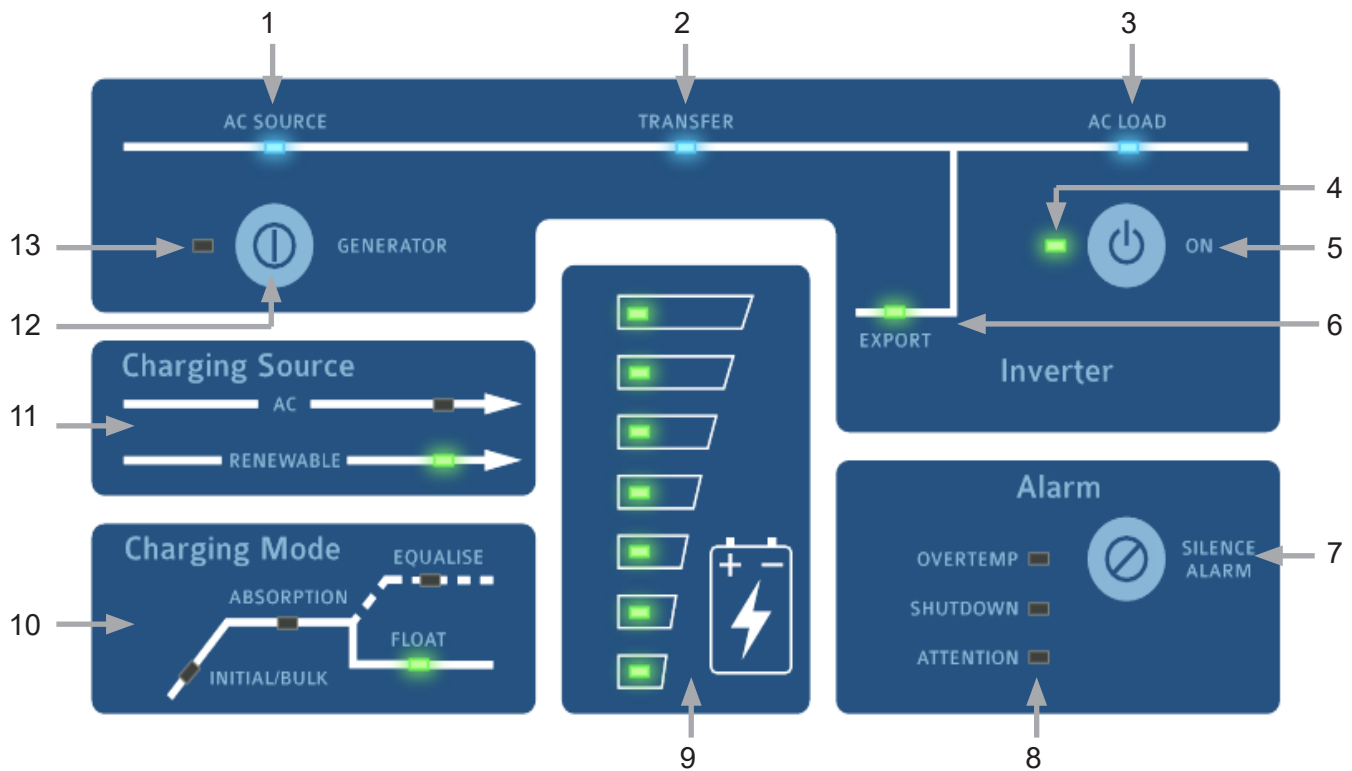 1
2
3
AC SOURCE
TRANSFER
AC LOAD
4
13
GENERATOR
ON
5
12
EXPORT
6
Charging Source
Inverter
AC
11
RENEWABLE
Alarm
Charging Mode
EQUALISE
OVERTEMP
SILENCE
ALARM
7
ABSORPTION
SHUTDOWN
10
FLOAT
+ −
INITIAL/BULK
ATTENTION
9
8